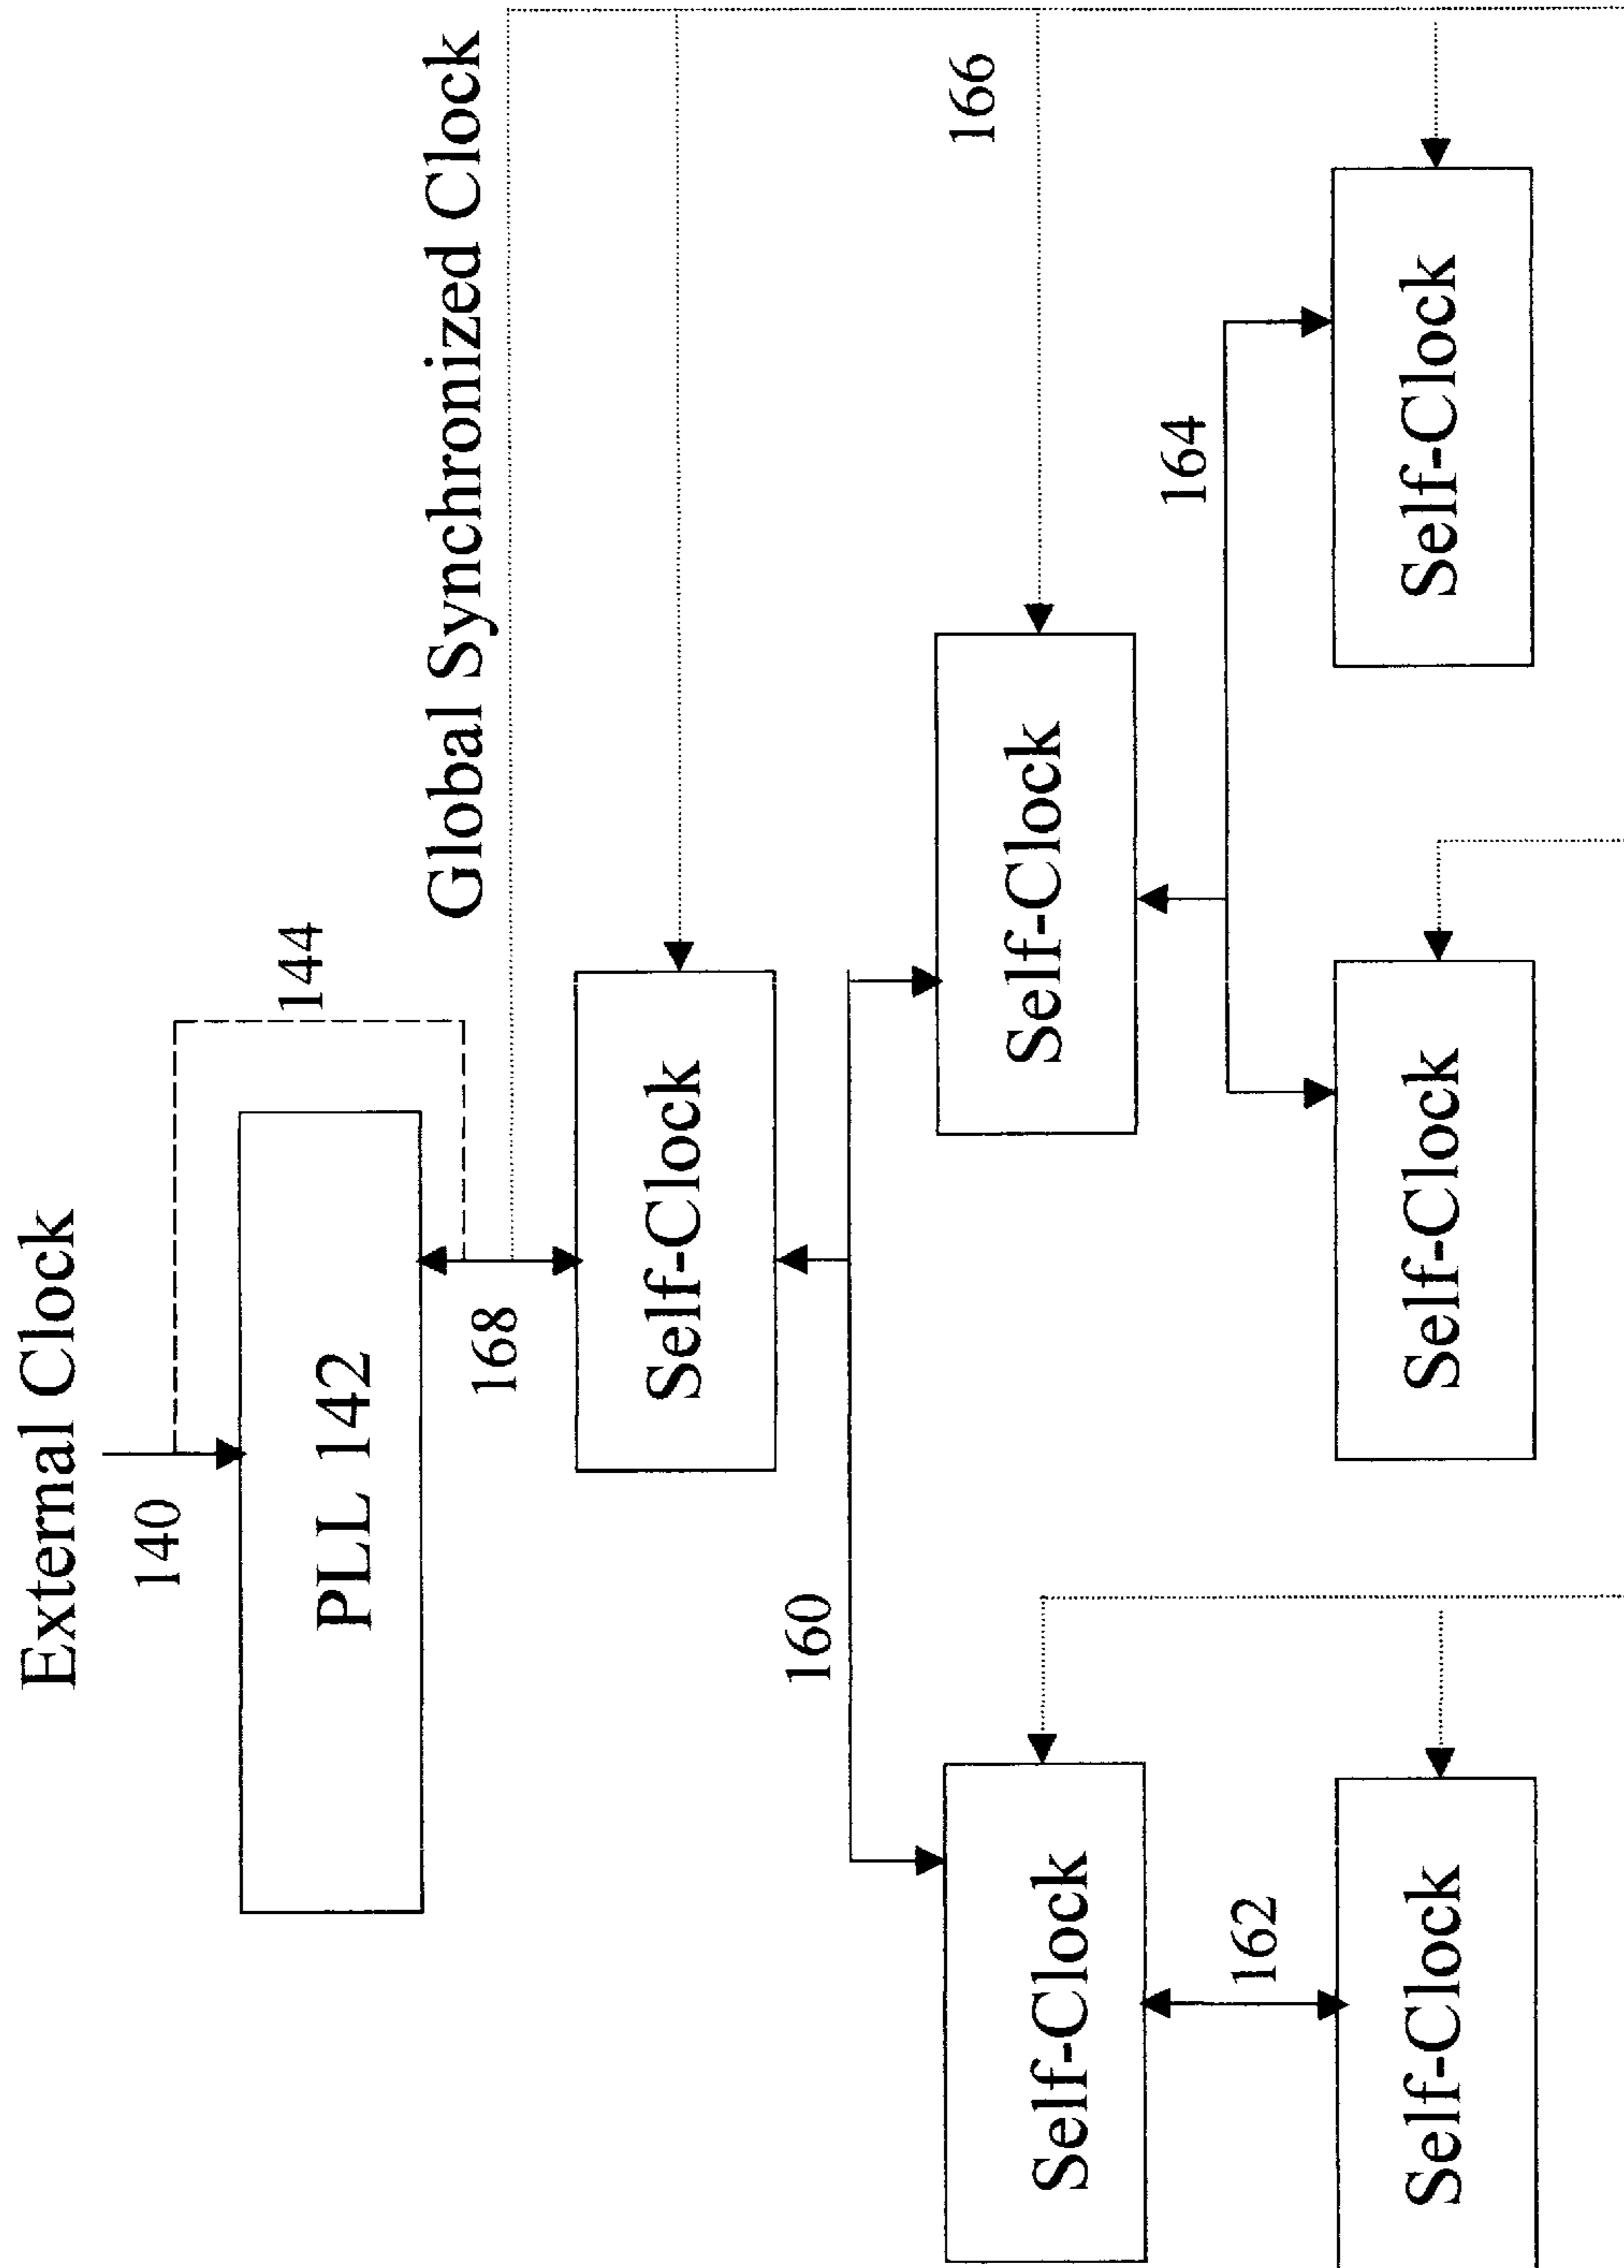 External Clock
140
144
PLL 142
Global Synchronized Clock
168
Self-Clock
160
166
Self-Clock
Self-Clock
162
164
Self-Clock
Self-Clock
Self-Clock